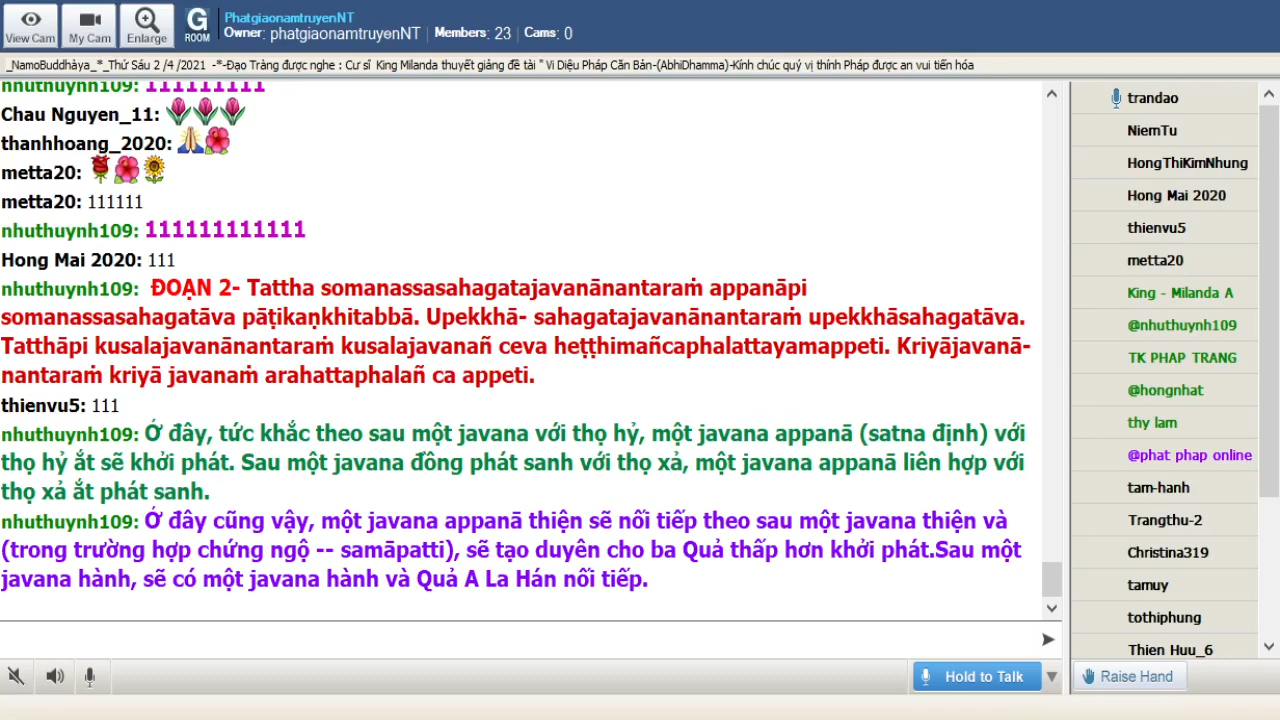 View Cam
My Cam
Enlarge
G
ROOM
PhatgiaonamtruyenNT
Owner: phatgiaonamtruyenNT | Members: 23 | Cams: 0
_NamoBuddhàya_*_Thứ Sáu 2 /4 /2021 -*-Đạo Tràng được nghe : Cư sĩ King Milanda thuyết giảng đề tài " Vi Diệu Pháp Căn Bản-(AbhiDhamma)-Kính chúc quý vị thính Pháp được an vui tiến hóa
nhuthuynh109: 111111111
Chau Nguyen_11:
thanhhoang_2020:
metta20:
metta20: 111111
nhuthuynh109: 111111111111
Hong Mai 2020: 111
nhuthuynh109: ĐOẠN 2- Tattha somanassasahagatajavanānantaraṁ appanāpi
somanassasahagatāva pāṭikaṇkhitabbā. Upekkhā- sahagatajavanānantaraṁ upekkhāsahagatāva.
Tatthāpi kusalajavanānantaraṁ kusalajavanañ ceva heṭṭhimañcaphalattayamappeti. Kriyājavanā-
nantaraṁ kriyā javanaṁ arahattaphalañ ca appeti.
thienvu5: 111
nhuthuynh109: Ớ đây, tức khắc theo sau một javana với thọ hỷ, một javana appanā (satna định) với
thọ hỷ ắt sẽ khởi phát. Sau một javana đồng phát sanh với thọ xả, một javana appanā liên hợp với
thọ xả ắt phát sanh.
nhuthuynh109: Ớ đây cũng vậy, một javana appanā thiện sẽ nối tiếp theo sau một javana thiện và
(trong trường hợp chứng ngộ -- samāpatti), sẽ tạo duyên cho ba Quả thấp hơn khởi phát.Sau một
javana hành, sẽ có một javana hành và Quả A La Hán nối tiếp.
trandao
NiemTu
HongThiKimNhung
Hong Mai 2020
thienvu5
metta20
King - Milanda A
@nhuthuynh109
TK PHAP TRANG
@hongnhat
thy lam
@phat phap online
tam-hanh
Trangthu-2
Christina319
tamuy
tothiphung
Thien Huu_6
Hold to Talk
Raise Hand